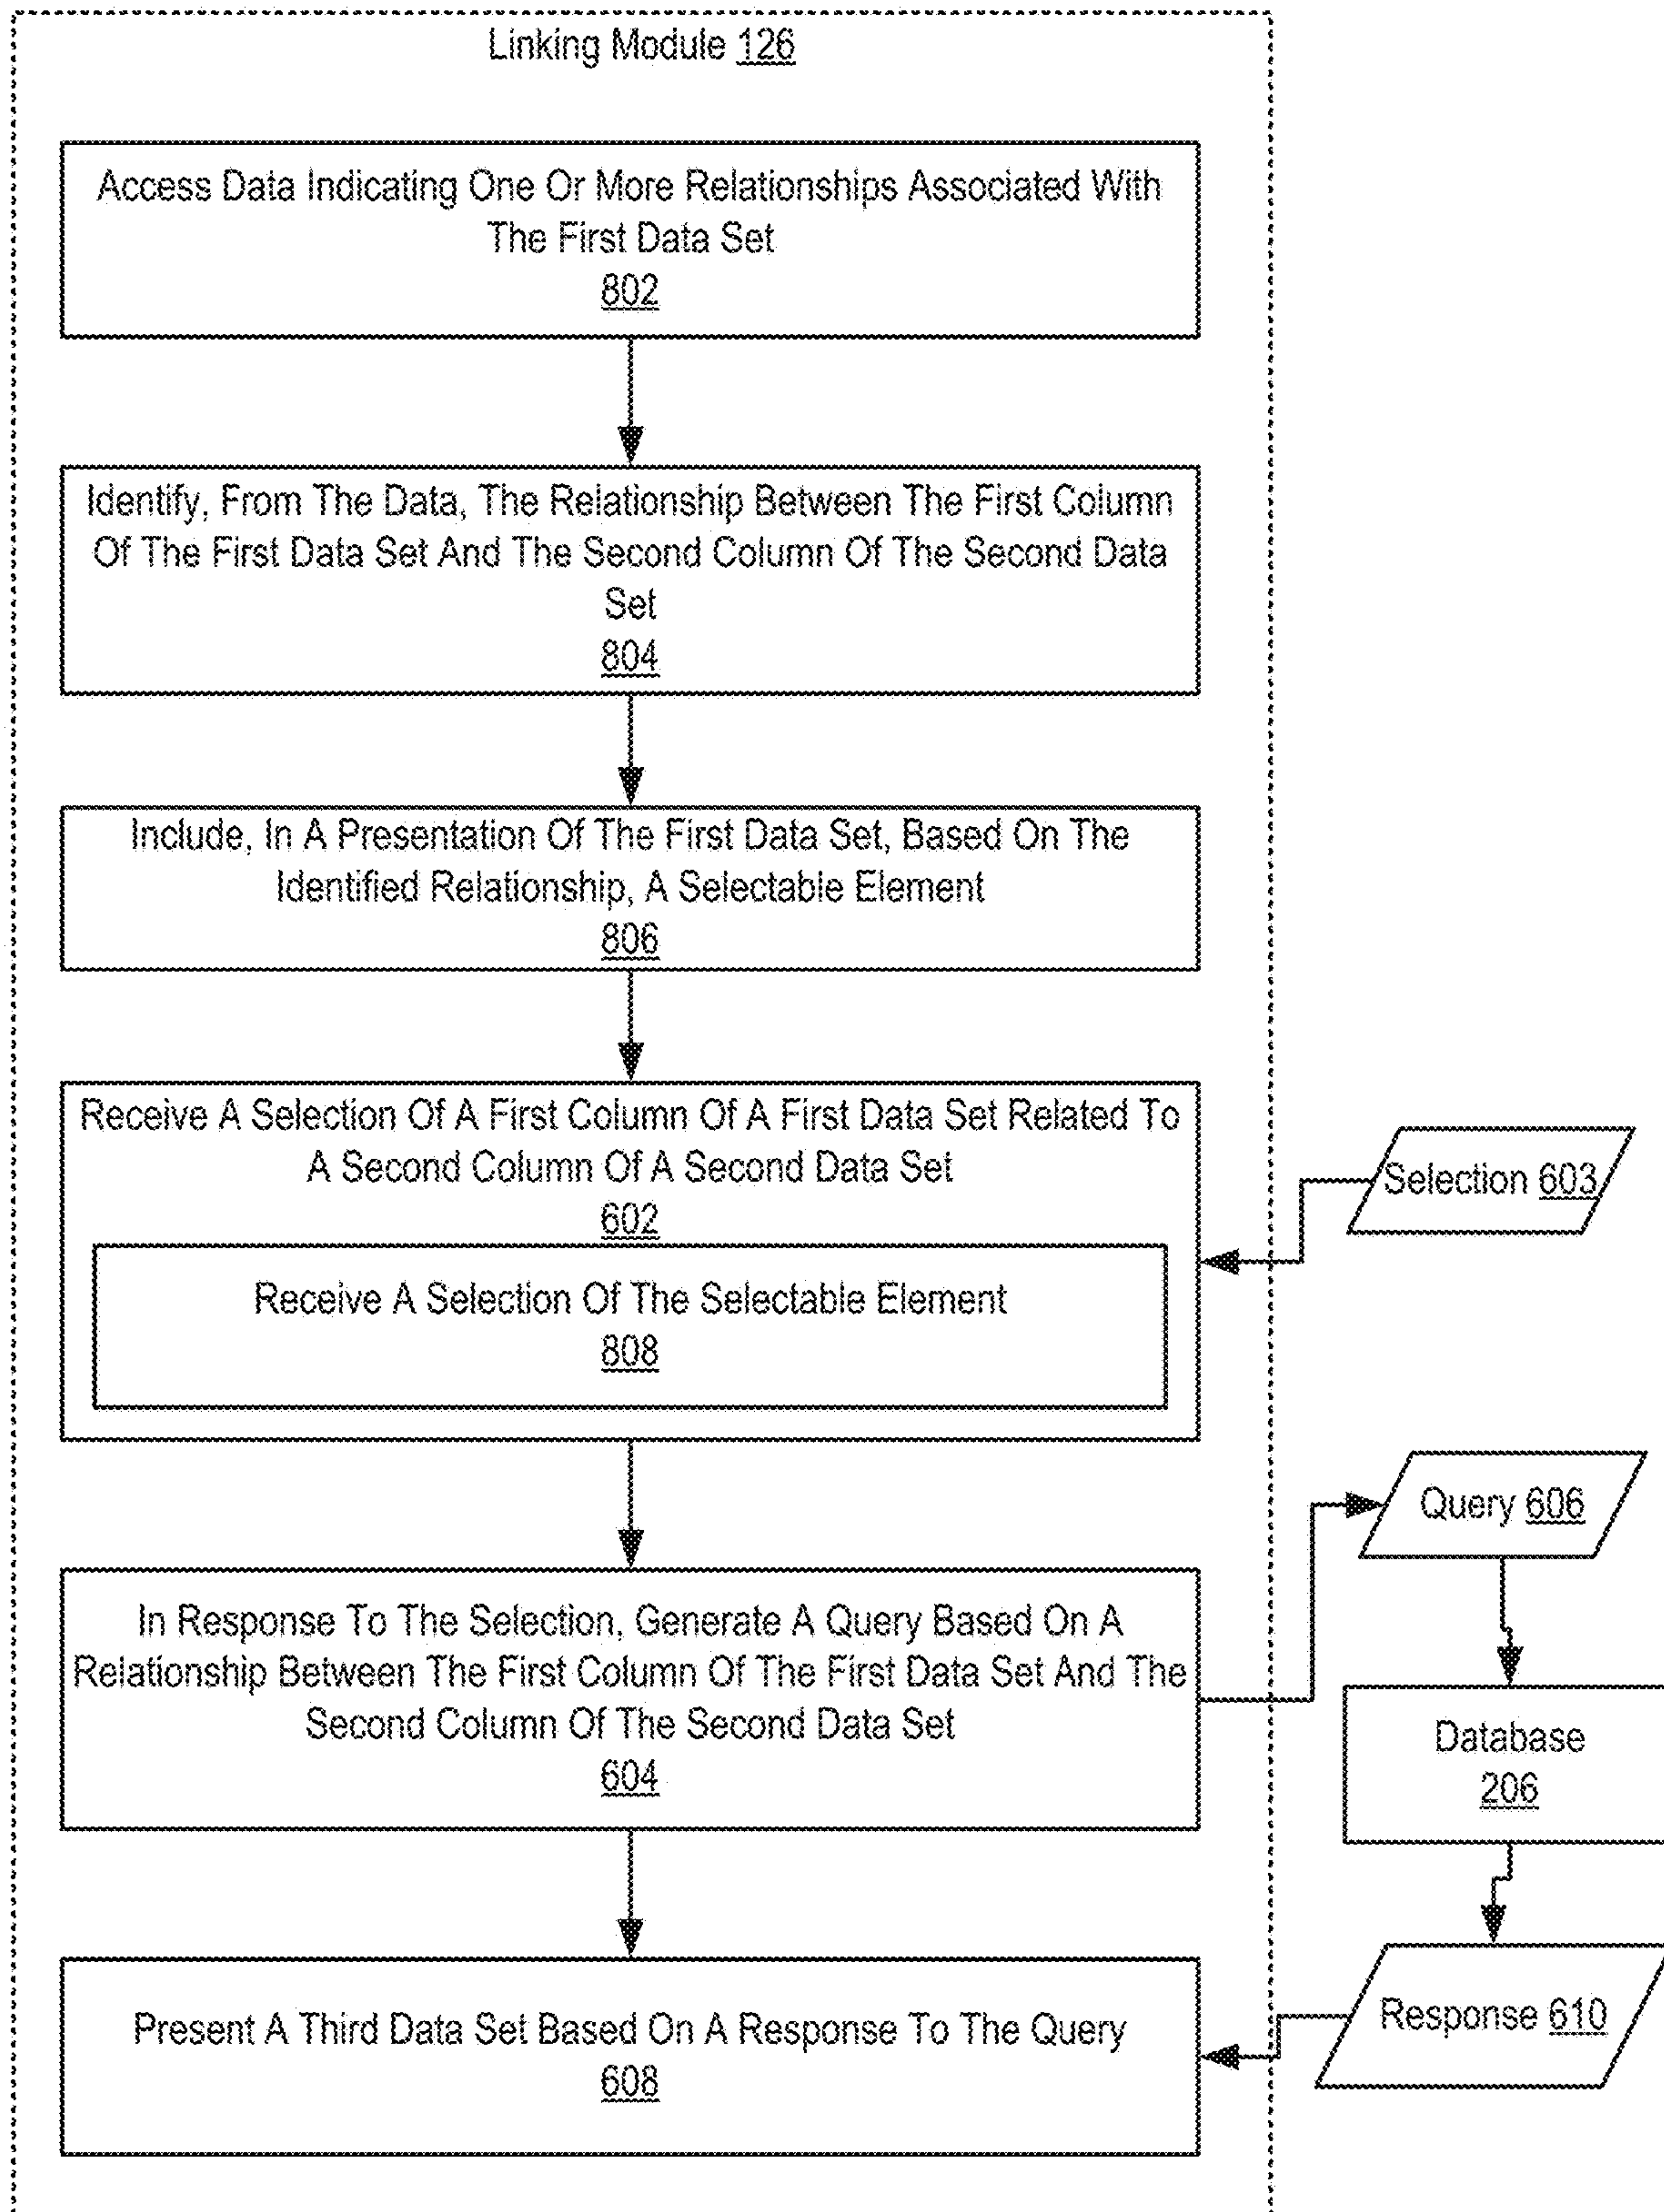 Linking Module 126
Access Data Indicating One Or More Relationships Associated With
The First Data Set
802
Identify, From The Data, The Relationship Between The First Column
Of The First Data Set And The Second Column Of The Second Data
Set
804
Include, In A Presentation Of The First Data Set, Based On The
Identified Relationship, A Selectable Element
806
Receive A Selection Of A First Column Of A First Data Set Related To
A Second Column Of A Second Data Set
602
Receive A Selection Of The Selectable Element
808
Selection 603
In Response To The Selection, Generate A Query Based On A
Relationship Between The First Column Of The First Data Set And The
Second Column Of The Second Data Set
604
Query 606
Database
206
Response 610
Present A Third Data Set Based On A Response To The Query
608